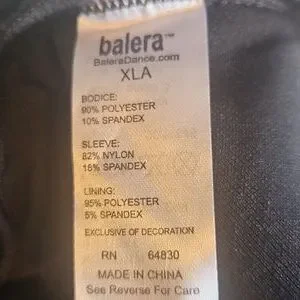 balera™
BaleraDance.com
XLA
BODICE:
90% POLYESTER
10% SPANDEX
SLEEVE:
82% NYLON
18% SPANDEX
LINING:
95% POLYESTER
5% SPANDEX
EXCLUSIVE OF DECORATION
RN 64830
MADE IN CHINA
See Reverse For Care